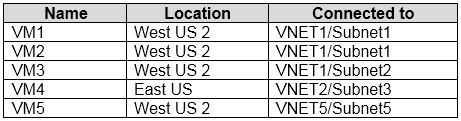 Name Location Connected to
VM1 West US 2 VNET1/Subnet1
VM2 West US 2 VNET1/Subnet1
VM3 West US 2 VNET1/Subnet2
VM4 East US VNET2/Subnet3
VM5 West US 2 VNET5/Subnet5